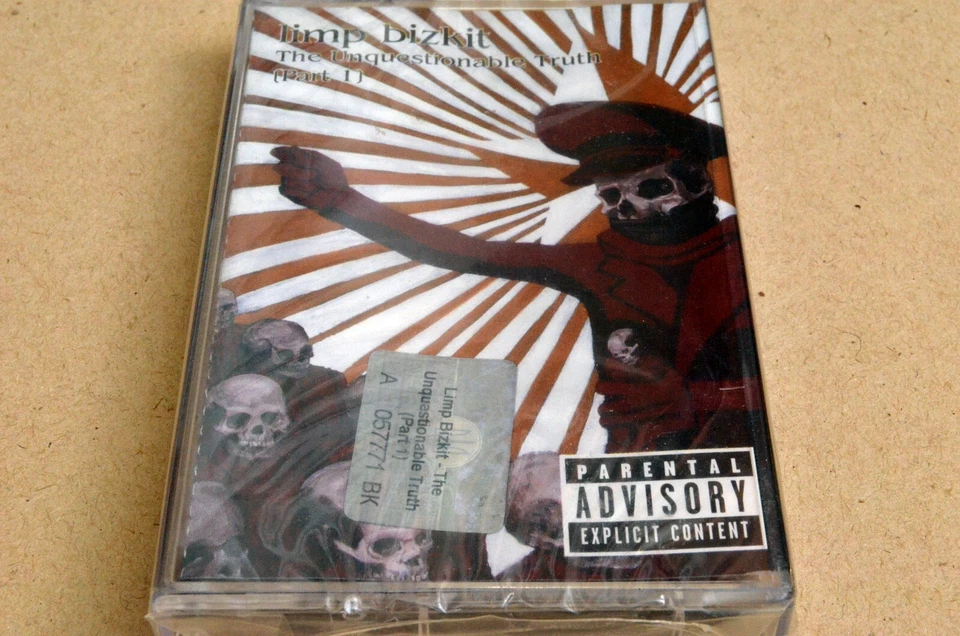 limp bizkit
The Unquestionable Truth
(Part 1)
Limp Bizkit - The
Unquestionable Truth
(Part 1)
A 057771 BK
PARENTAL
ADVISORY
EXPLICIT CONTENT